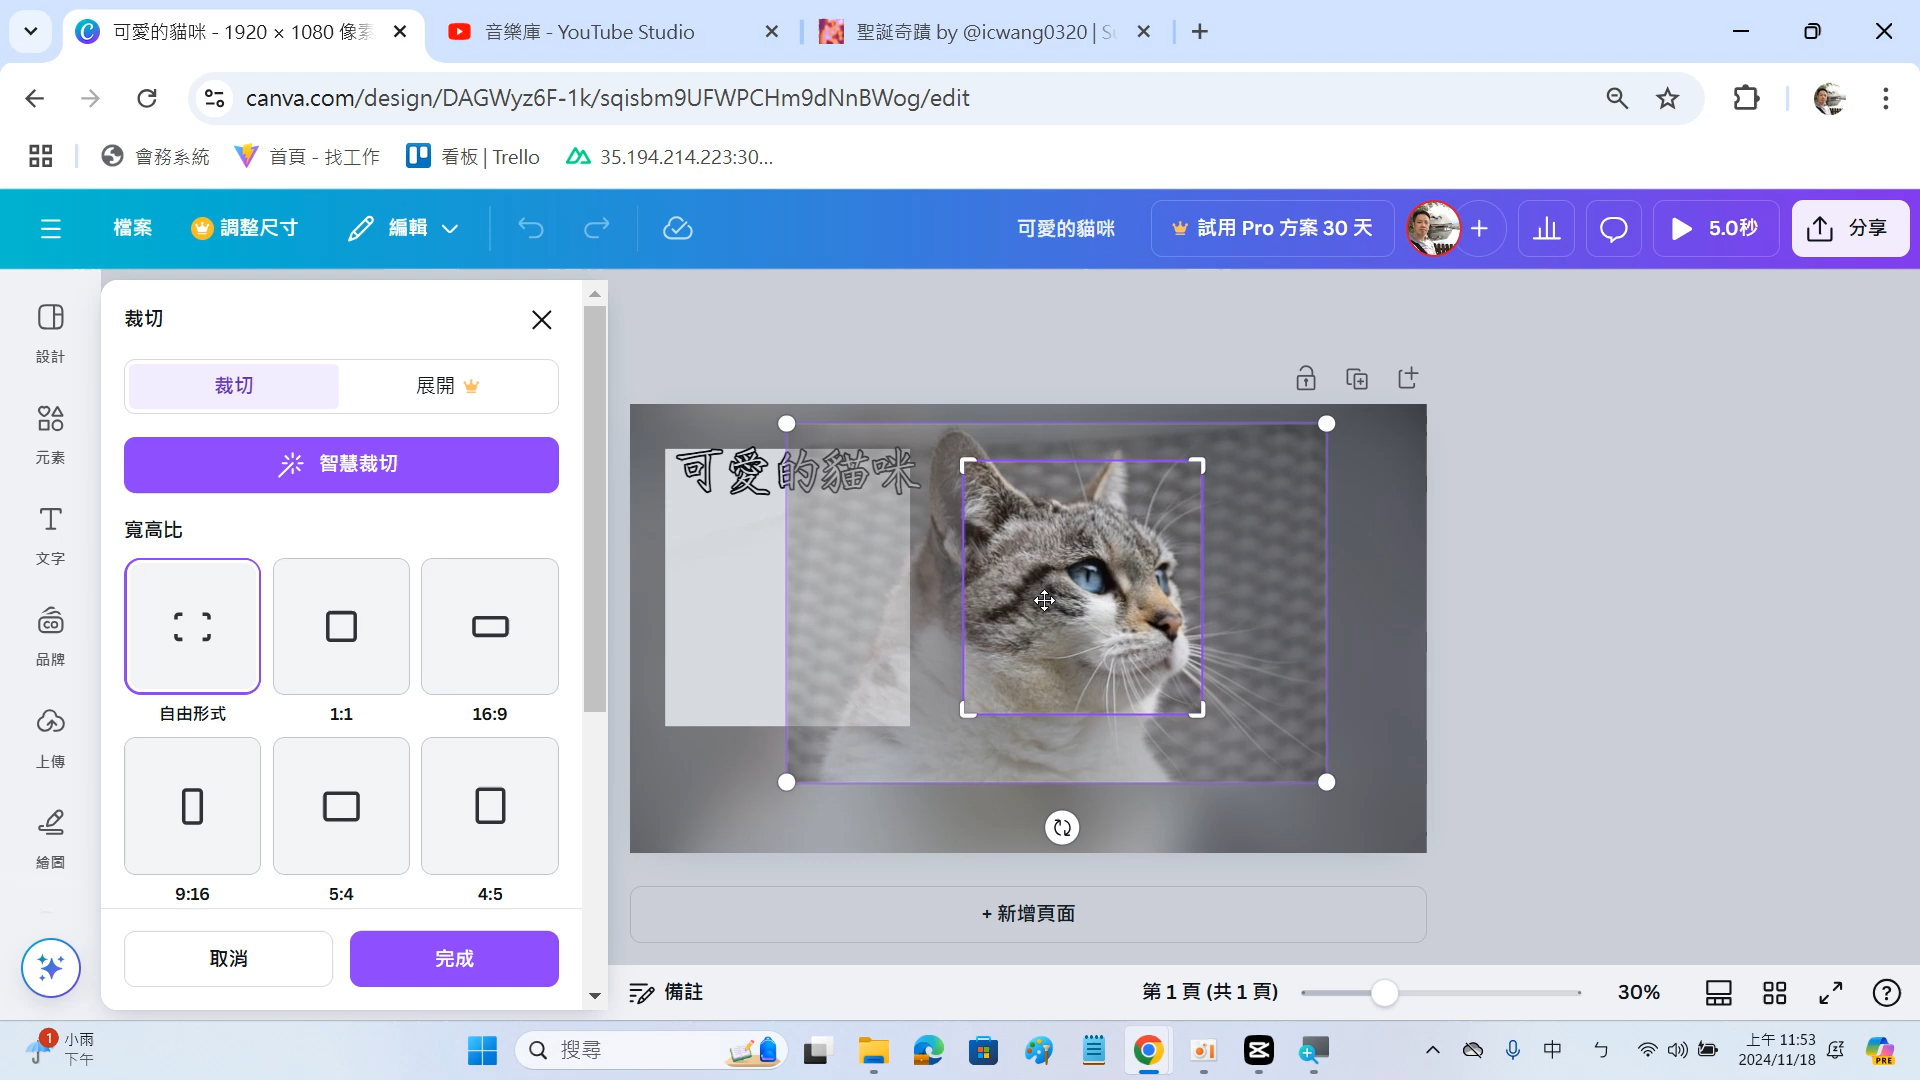 可愛的貓咪 - 1920 × 1080 像素
音樂庫 - YouTube Studio
聖誕奇蹟 by @icwang0320 | S
canva.com/design/DAGWyz6F-1k/sqisbm9UFWPCHm9dNnBWog/edit
會務系統
首頁 - 找工作
看板 | Trello
35.194.214.223:30...
檔案
調整尺寸
編輯
可愛的貓咪
試用 Pro 方案 30 天
5.0秒
分享
設計
元素
文字
品牌
上傳
繪圖
裁切
裁切
展開
智慧裁切
寬高比
自由形式
1:1
16:9
9:16
5:4
4:5
取消
完成
可愛的貓咪
+ 新增頁面
備註
第 1 頁 (共 1 頁)
30%
1
小雨
下午
搜尋
中
ㄅ
上午 11:53
2024/11/18
PRE